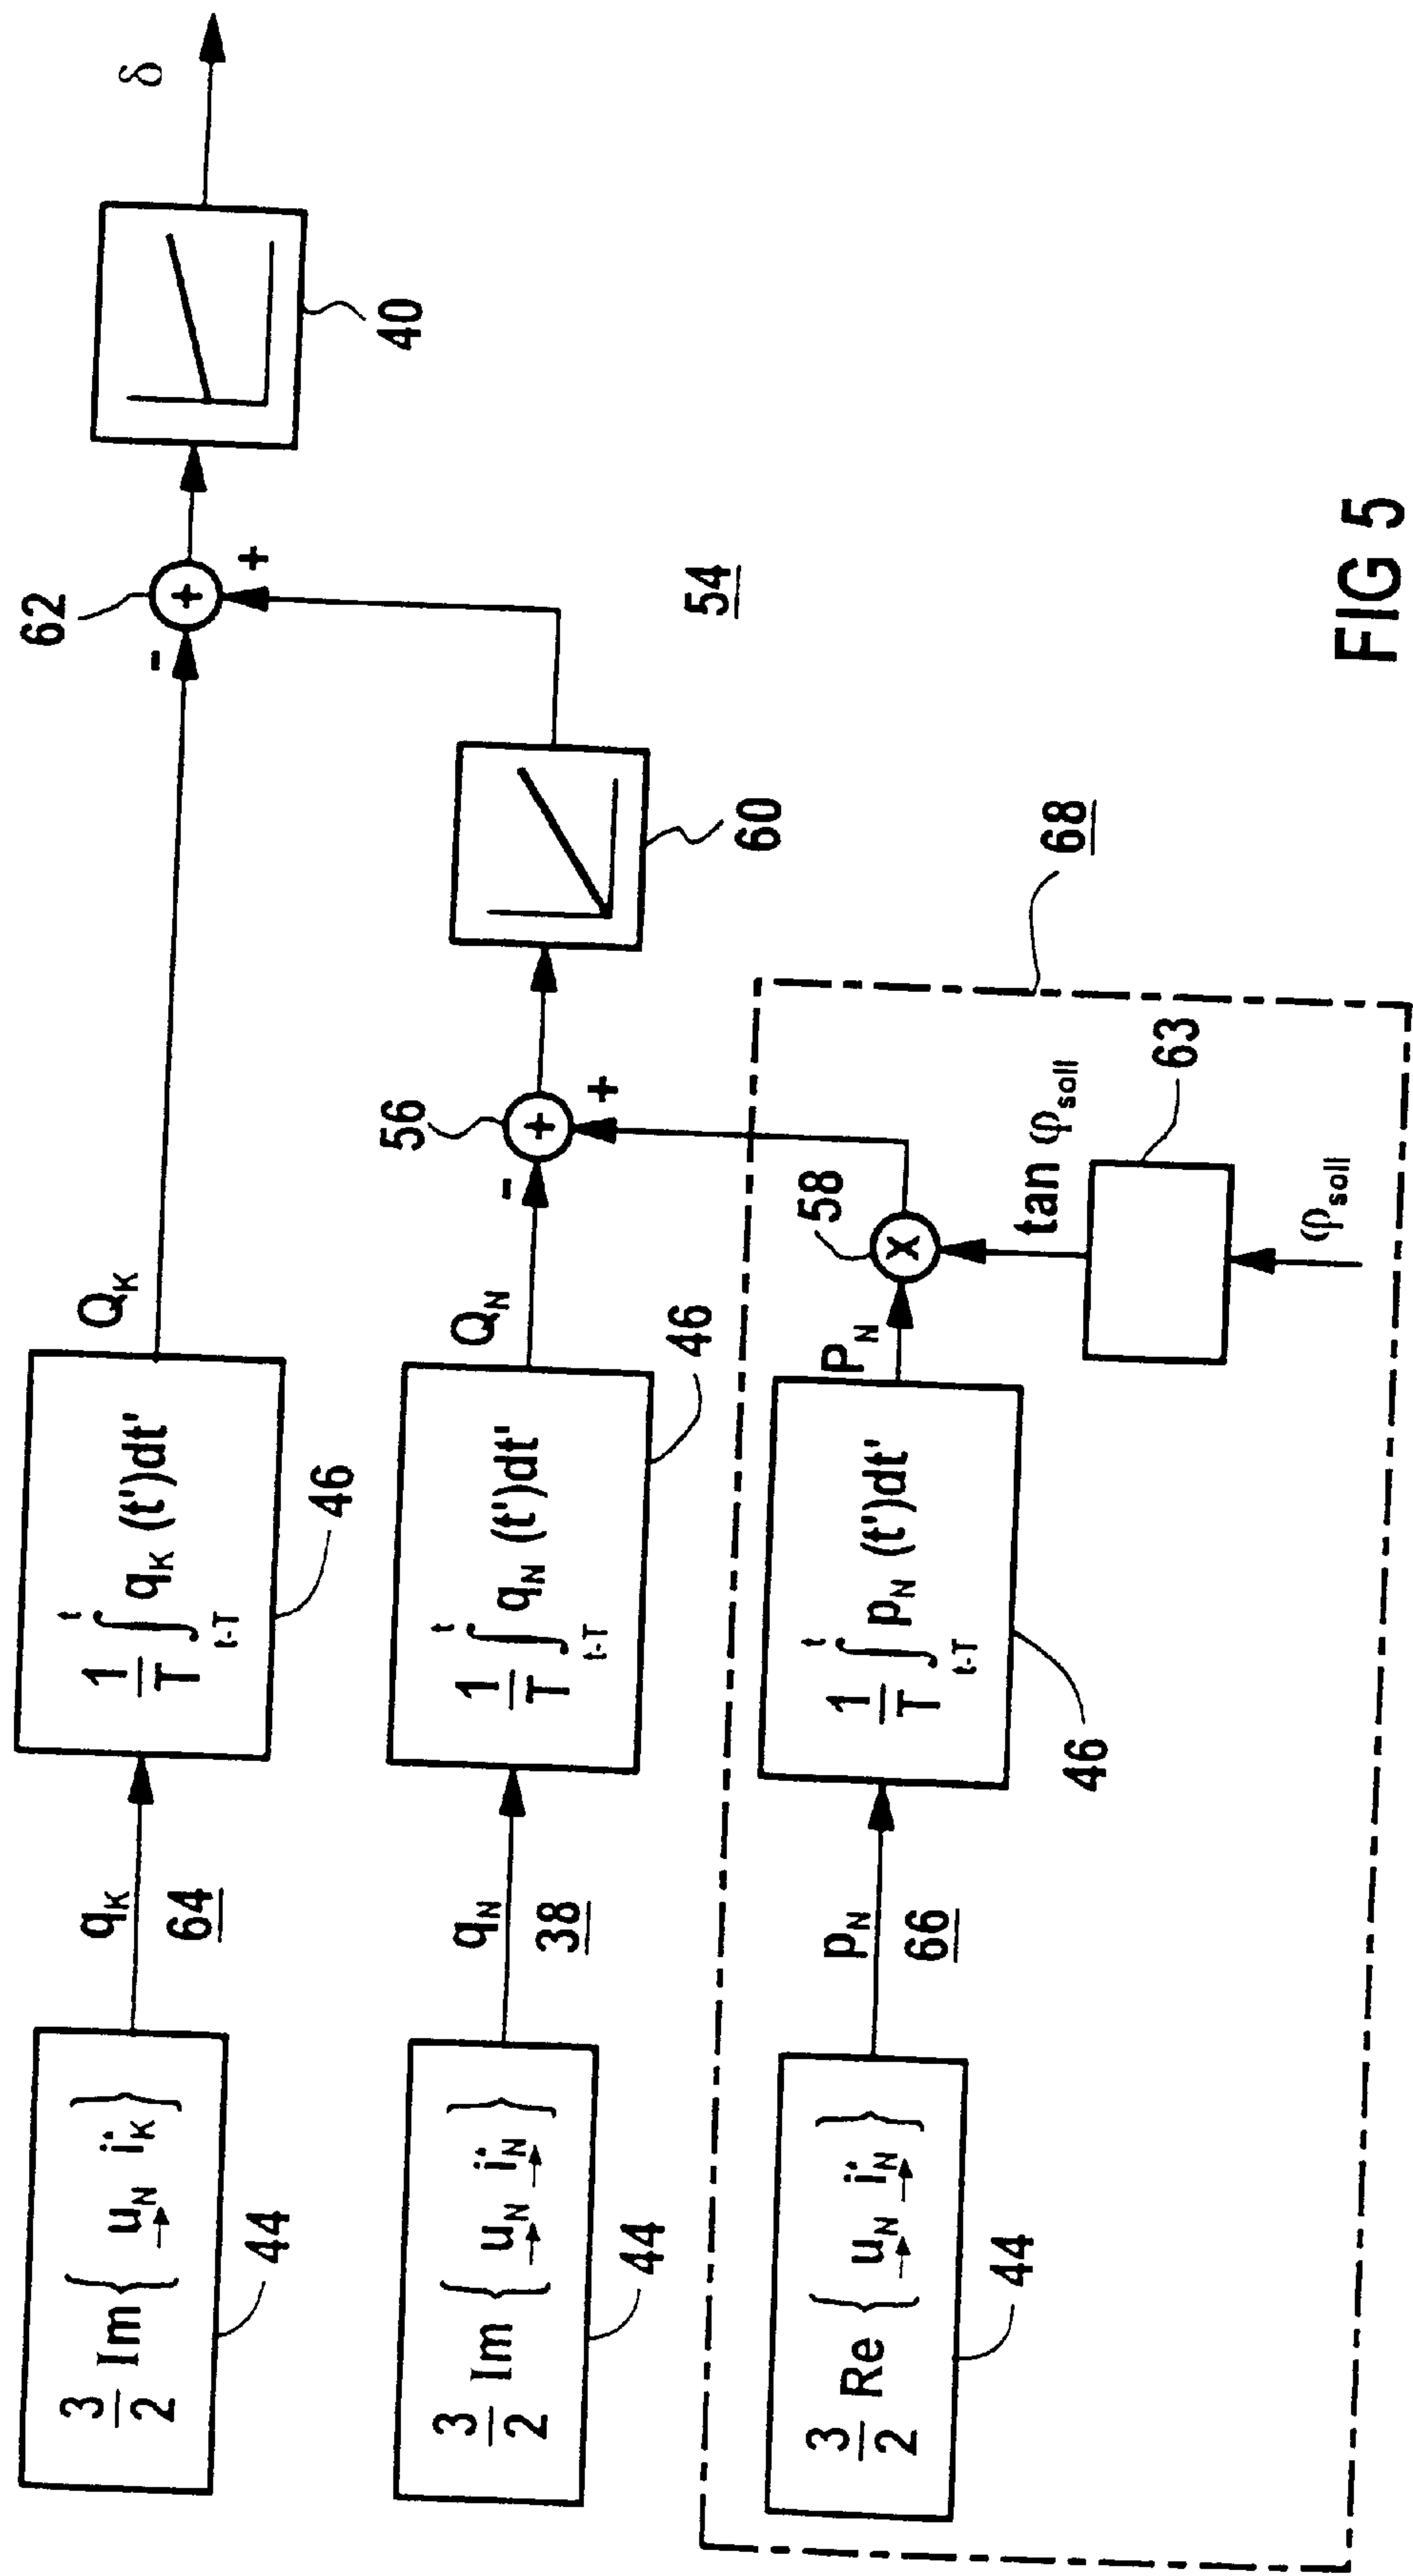 3/2 Im { u_N i*_K }
44
q_K
64
1/T ∫ t t-T q_K (t')dt'
46
Q_K
-
62
+
+
40
δ
3/2 Im { u_N i*_N }
44
q_N
38
1/T ∫ t t-T q_N (t')dt'
46
Q_N
-
56
+
+
60
54
3/2 Re { u_N i*_N }
44
p_N
66
1/T ∫ t t-T p_N (t')dt'
46
P_N
58
x
tan φ_soll
63
φ_soll
68
FIG 5